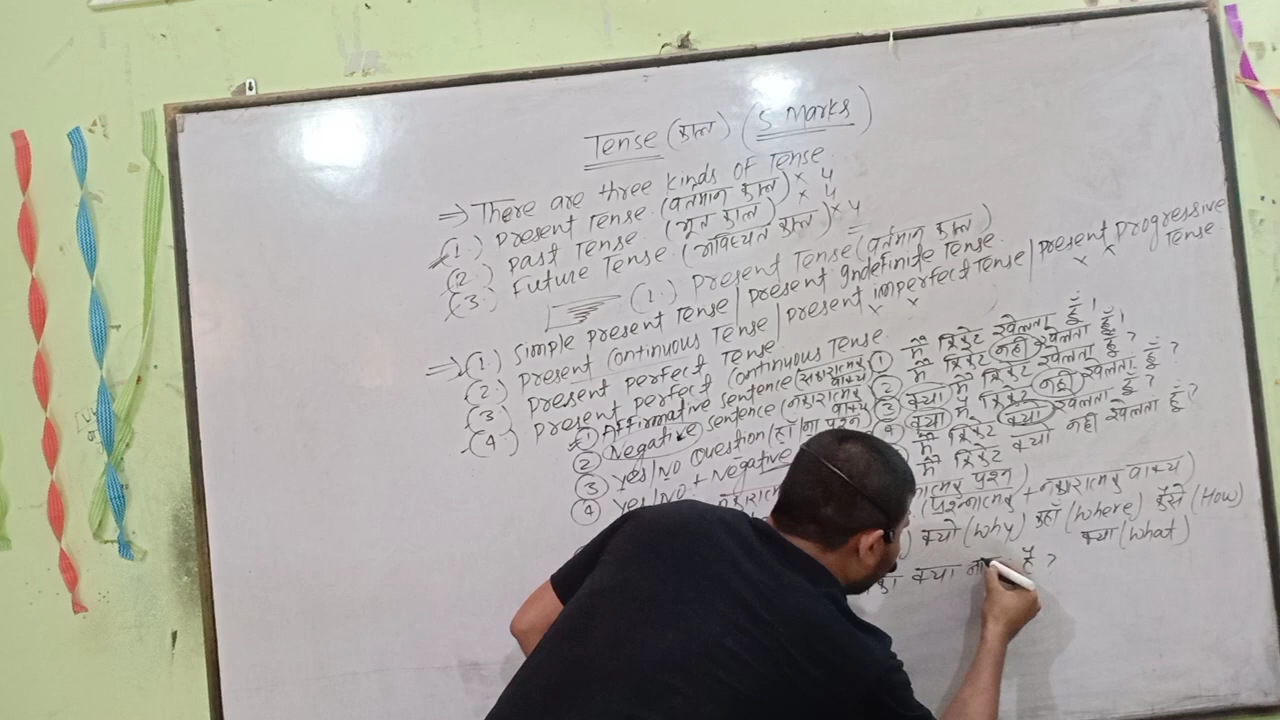 Tense (काल) (5 Marks)
⇒ There are three kinds of Tense.
(1.) Present Tense. (वर्तमान काल) × 4
(2.) Past Tense. (भूत काल) × 4
(3.) Future Tense. (भविष्यत काल) × 4
(1.) Present Tense (वर्तमान काल)
⇒ (1.) Simple present Tense | present Indefinite Tense.
(2.) Present Continuous Tense | present imperfect Tense | present progressive Tense.
(3.) Present perfect Tense.
(4.) Present perfect Continuous Tense.
① Affirmative sentence (सकारात्मक वाक्य)
② Negative sentence (नकारात्मक वाक्य)
③ Yes/No Question (हाँ/ना प्रश्न)
④ Yes/No + Negative
① मैं क्रिकेट खेलता हूँ।
② मैं क्रिकेट नहीं खेलता हूँ।
③ क्या मैं क्रिकेट खेलता हूँ?
④ क्या मैं क्रिकेट नहीं खेलता हूँ?
मैं क्रिकेट क्या खेलता हूँ?
मैं क्रिकेट क्यों नहीं खेलता हूँ?
प्रश्न)
(प्रश्नात्मक + नकारात्मक वाक्य)
क्यों (Why) कहाँ (Where) कैसे (How)
क्या (What)
क्या है ?